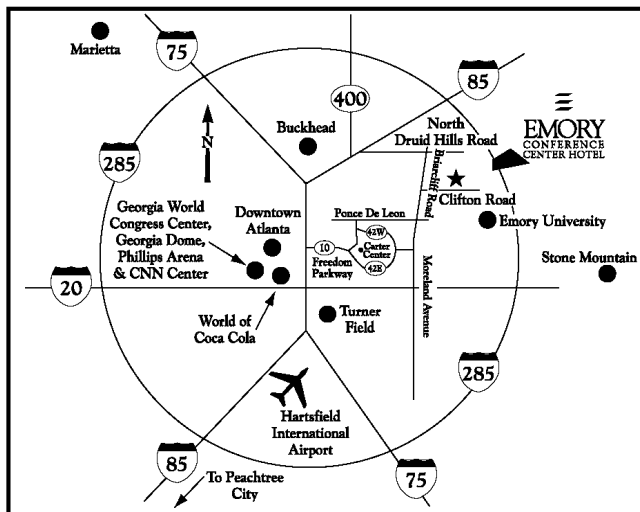 Marietta
75
400
85
EMORY
CONFERENCE
CENTER HOTEL
Buckhead
North
Druid Hills Road
N
285
Briarcliff Road
Clifton Road
Georgia World
Congress Center,
Georgia Dome,
Phillips Arena
& CNN Center
Downtown
Atlanta
Ponce De Leon
Emory University
42W
10
Carter
Center
Freedom
Parkway
42E
Stone Mountain
20
Moreland Avenue
World of
Coca Cola
Turner
Field
285
Hartsfield
International
Airport
85
75
To Peachtree
City